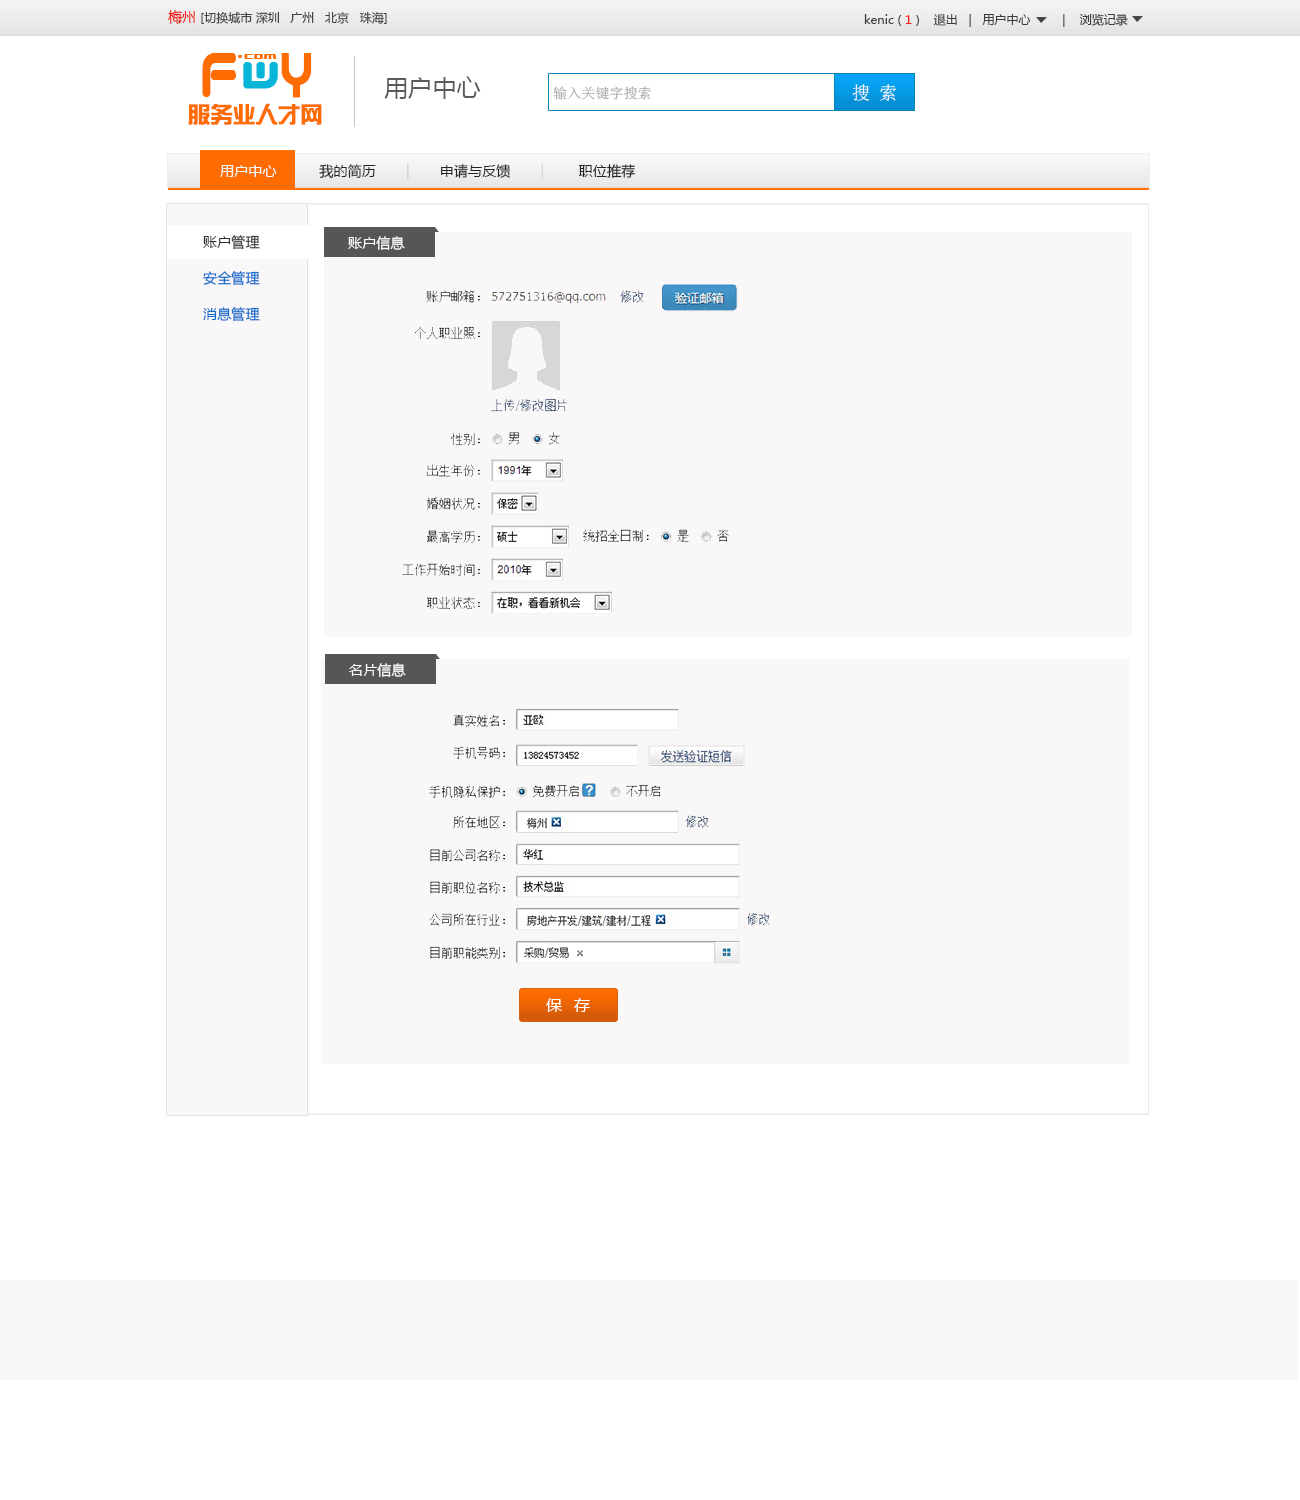 梅州 [切换城市 深圳 广州 北京 珠海]
kenic ( 1 ) 退出 | 用户中心 | 浏览记录
FWY.com
服务业人才网
用户中心
输入关键字搜索
搜 索
用户中心 我的简历 | 申请与反馈 | 职位推荐
账户管理
安全管理
消息管理
账户信息
账户邮箱: 572751316@qq.com 修改 验证邮箱
个人职业照:
上传/修改图片
性别: 男 女
出生年份: 1991年
婚姻状况: 保密
最高学历: 硕士 统招全日制: 是 否
工作开始时间: 2010年
职业状态: 在职，看看新机会
名片信息
真实姓名: 亚欧
手机号码: 13824573452 发送验证短信
手机隐私保护: 免费开启 ? 不开启
所在地区: 梅州 修改
目前公司名称: 华红
目前职位名称: 技术总监
公司所在行业: 房地产开发/建筑/建材/工程 修改
目前职能类别: 采购/贸易 ×
保 存